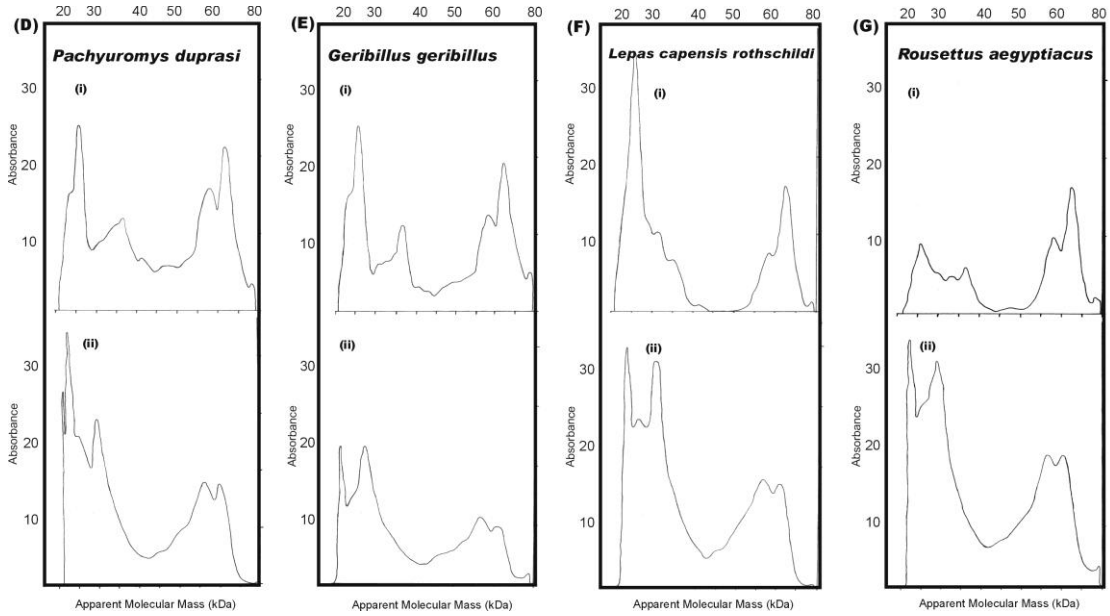 (D)
20 30 40 50 60 70 80
Pachyuromys duprasi
(i)
30
20
10
Absorbance
(ii)
30
20
10
Absorbance
Apparent Molecular Mass (kDa)
(E)
20 30 40 50 60 70 80
Geribillus geribillus
(i)
30
20
10
Absorbance
(ii)
30
20
10
Absorbance
Apparent Molecular Mass (kDa)
(F)
20 30 40 50 60 70 80
Lepas capensis rothschildi
(i)
30
20
10
Absorbance
(ii)
30
20
10
Absorbance
Apparent Molecular Mass (kDa)
(G)
20 30 40 50 60 70 80
Rousettus aegyptiacus
(i)
30
20
10
Absorbance
(ii)
30
20
10
Absorbance
Apparent Molecular Mass (kDa)